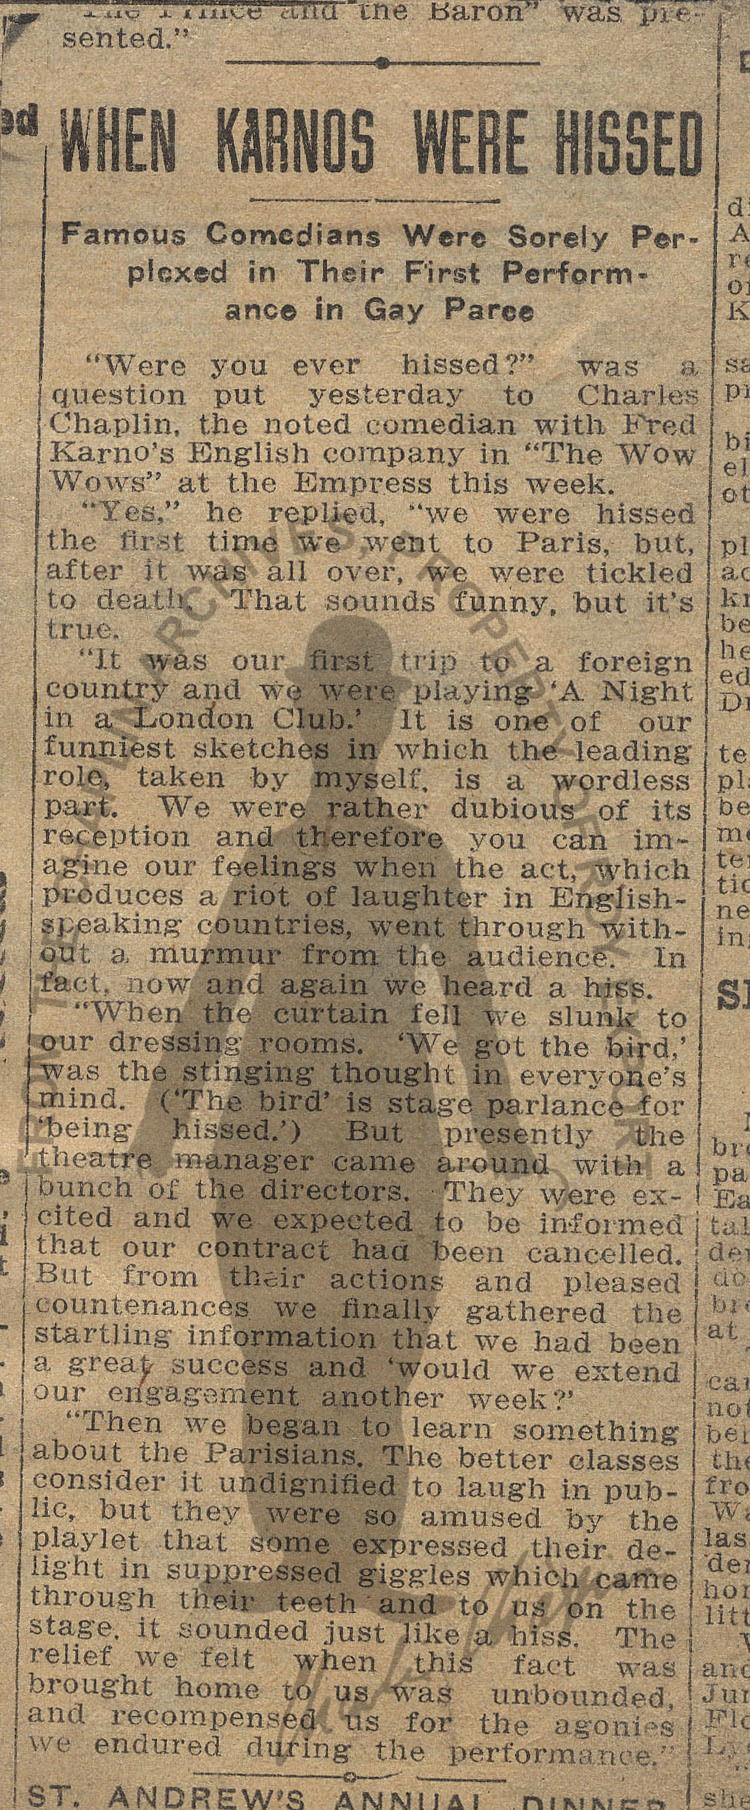 The Prince and the Baron" was pre-
sented."
WHEN KARNOS WERE HISSED
Famous Comedians Were Sorely Per-
plexed in Their First Perform-
ance in Gay Paree
"Were you ever hissed?" was a
question put yesterday to Charles
Chaplin, the noted comedian with Fred
Karno's English company in "The Wow
Wows" at the Empress this week.
"Yes," he replied, "we were hissed
the first time we went to Paris, but,
after it was all over, we were tickled
to death. That sounds funny, but it's
true.
"It was our first trip to a foreign
country and we were playing 'A Night
in a London Club.' It is one of our
funniest sketches in which the leading
role, taken by myself, is a wordless
part. We were rather dubious of its
reception and therefore you can im-
agine our feelings when the act, which
produces a riot of laughter in English-
speaking countries, went through with-
out a murmur from the audience. In
fact, now and again we heard a hiss.
"When the curtain fell we slunk to
our dressing rooms. 'We got the bird,'
was the stinging thought in everyone's
mind. ('The bird' is stage parlance for
'being hissed.') But presently the
theatre manager came around with a
bunch of the directors. They were ex-
cited and we expected to be informed
that our contract had been cancelled.
But from their actions and pleased
countenances we finally gathered the
startling information that we had been
a great success and 'would we extend
our engagement another week?'
"Then we began to learn something
about the Parisians. The better classes
consider it undignified to laugh in pub-
lic, but they were so amused by the
playlet that some expressed their de-
light in suppressed giggles which came
through their teeth and to us on the
stage, it sounded just like a hiss. The
relief we felt when this fact was
brought home to us was unbounded,
and recompensed us for the agonies
we endured during the performance."
ST. ANDREW'S ANNUAL DINNER